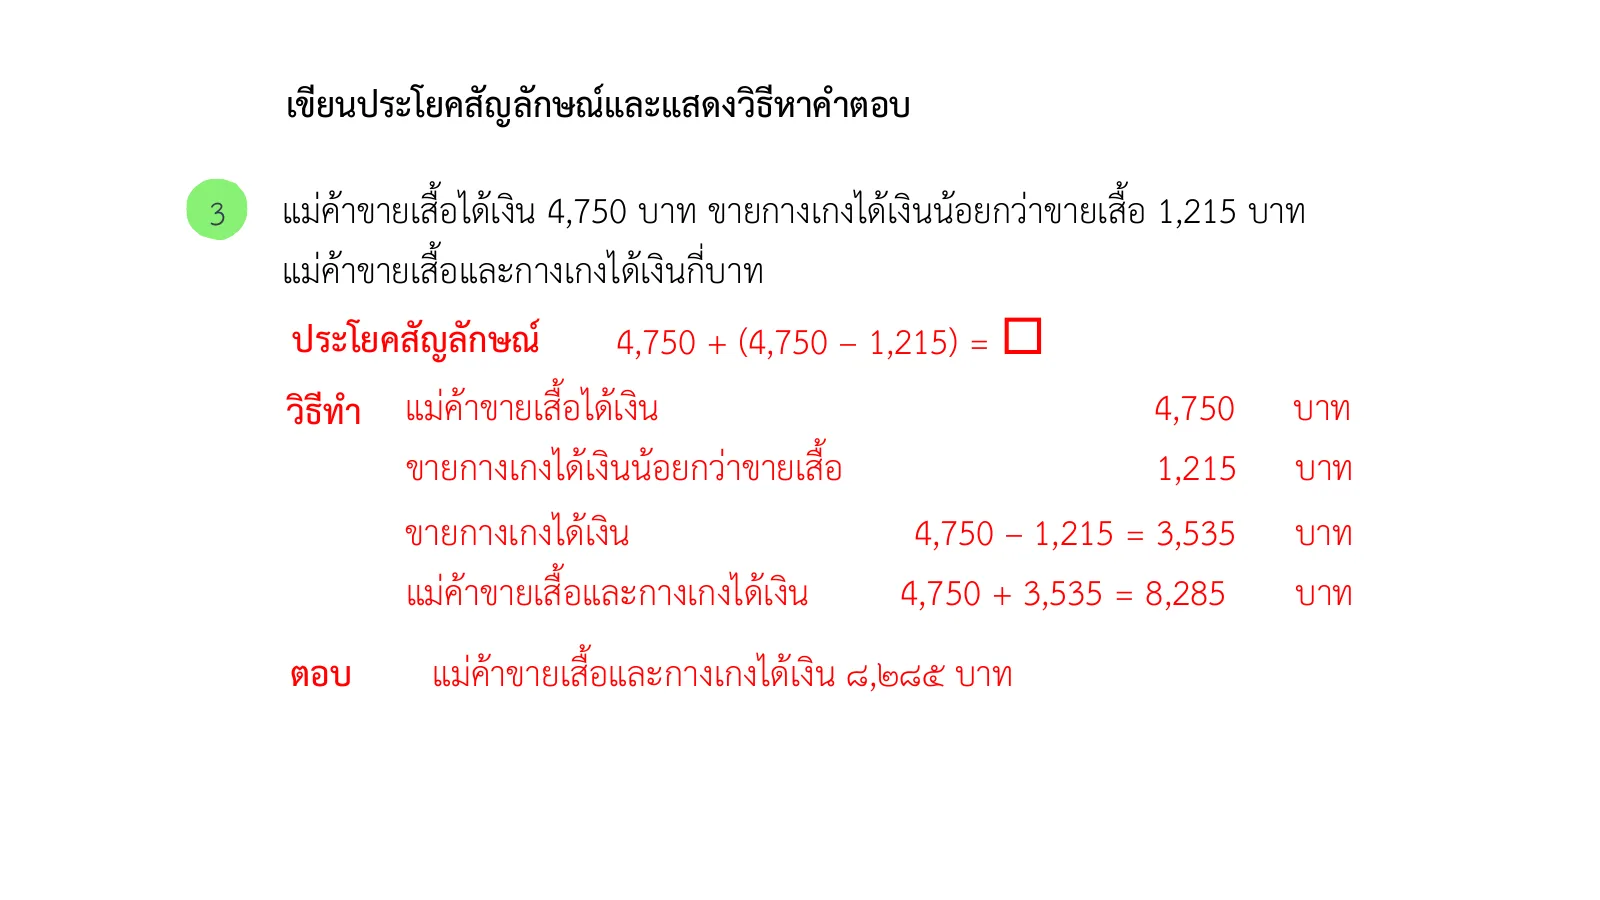 เขียนประโยคสัญลักษณ์และแสดงวิธีหาคำตอบ
3 แม่ค้าขายเสื้อได้เงิน 4,750 บาท ขายกางเกงได้เงินน้อยกว่าขายเสื้อ 1,215 บาท
แม่ค้าขายเสื้อและกางเกงได้เงินกี่บาท
ประโยคสัญลักษณ์ 4,750 + (4,750 – 1,215) = □
วิธีทำ แม่ค้าขายเสื้อได้เงิน 4,750 บาท
ขายกางเกงได้เงินน้อยกว่าขายเสื้อ 1,215 บาท
ขายกางเกงได้เงิน 4,750 – 1,215 = 3,535 บาท
แม่ค้าขายเสื้อและกางเกงได้เงิน 4,750 + 3,535 = 8,285 บาท
ตอบ แม่ค้าขายเสื้อและกางเกงได้เงิน ๘,๒๘๕ บาท